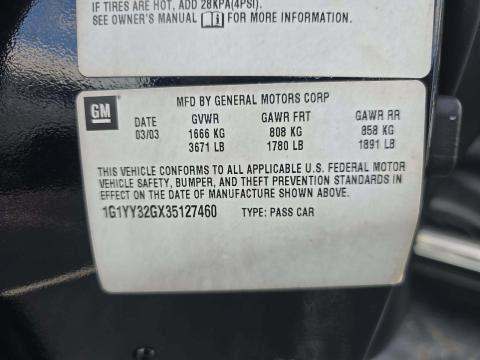 IF TIRES ARE HOT, ADD 28KPA(4PSI).
SEE OWNER'S MANUAL FOR MORE INFORMATION.
GM
MFD BY GENERAL MOTORS CORP
DATE GVWR GAWR FRT GAWR RR
03/03 1666 KG 808 KG 858 KG
3671 LB 1780 LB 1891 LB
THIS VEHICLE CONFORMS TO ALL APPLICABLE U.S. FEDERAL MOTOR
VEHICLE SAFETY, BUMPER, AND THEFT PREVENTION STANDARDS IN
EFFECT ON THE DATE OF MANUFACTURE SHOWN ABOVE.
1G1YY32GX35127460 TYPE: PASS CAR